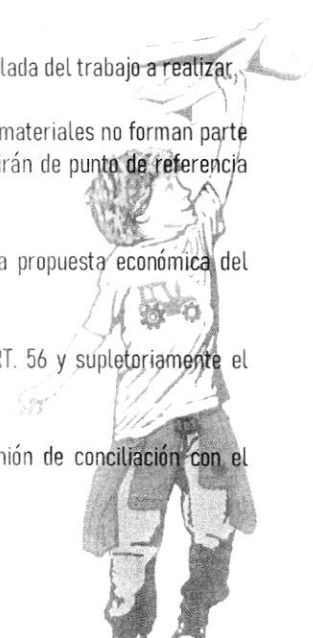 lada del trabajo a realizar,
materiales no forman parte
irán de punto de referencia
a propuesta económica del
RT. 56 y supletoriamente el
nión de conciliación con el